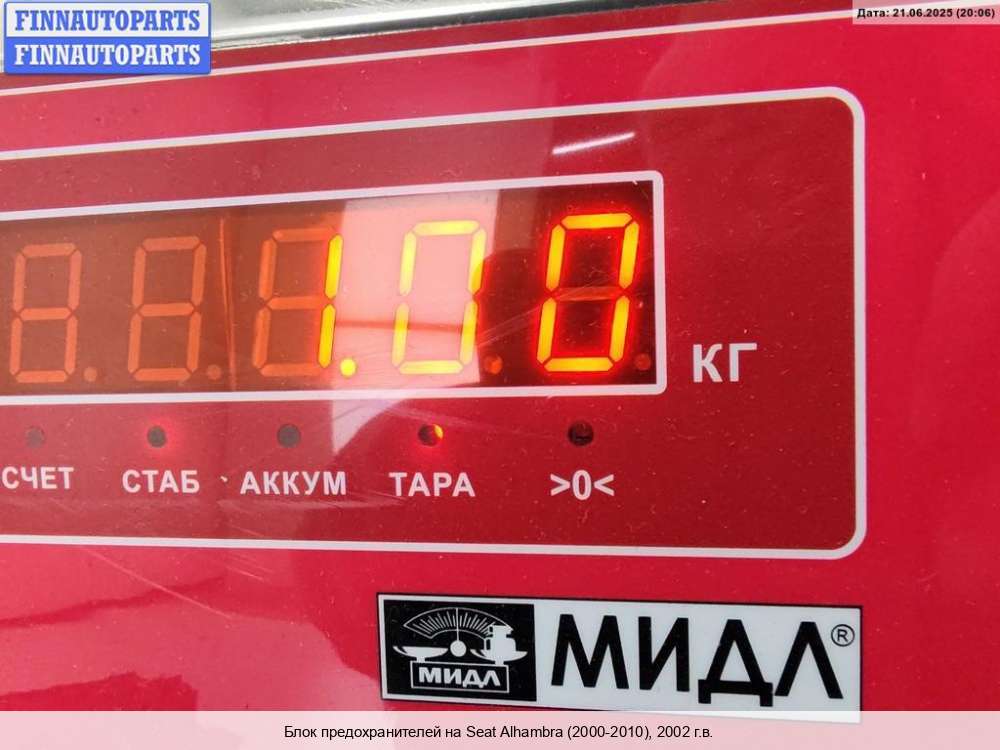 FINNAUTOPARTS
FINNAUTOPARTS
Дата: 21.06.2025 (20:06)
1.00
КГ
СЧЕТ СТАБ АККУМ ТАРА >0<
МИДЛ
МИДЛ®
Блок предохранителей на Seat Alhambra (2000-2010), 2002 г.в.